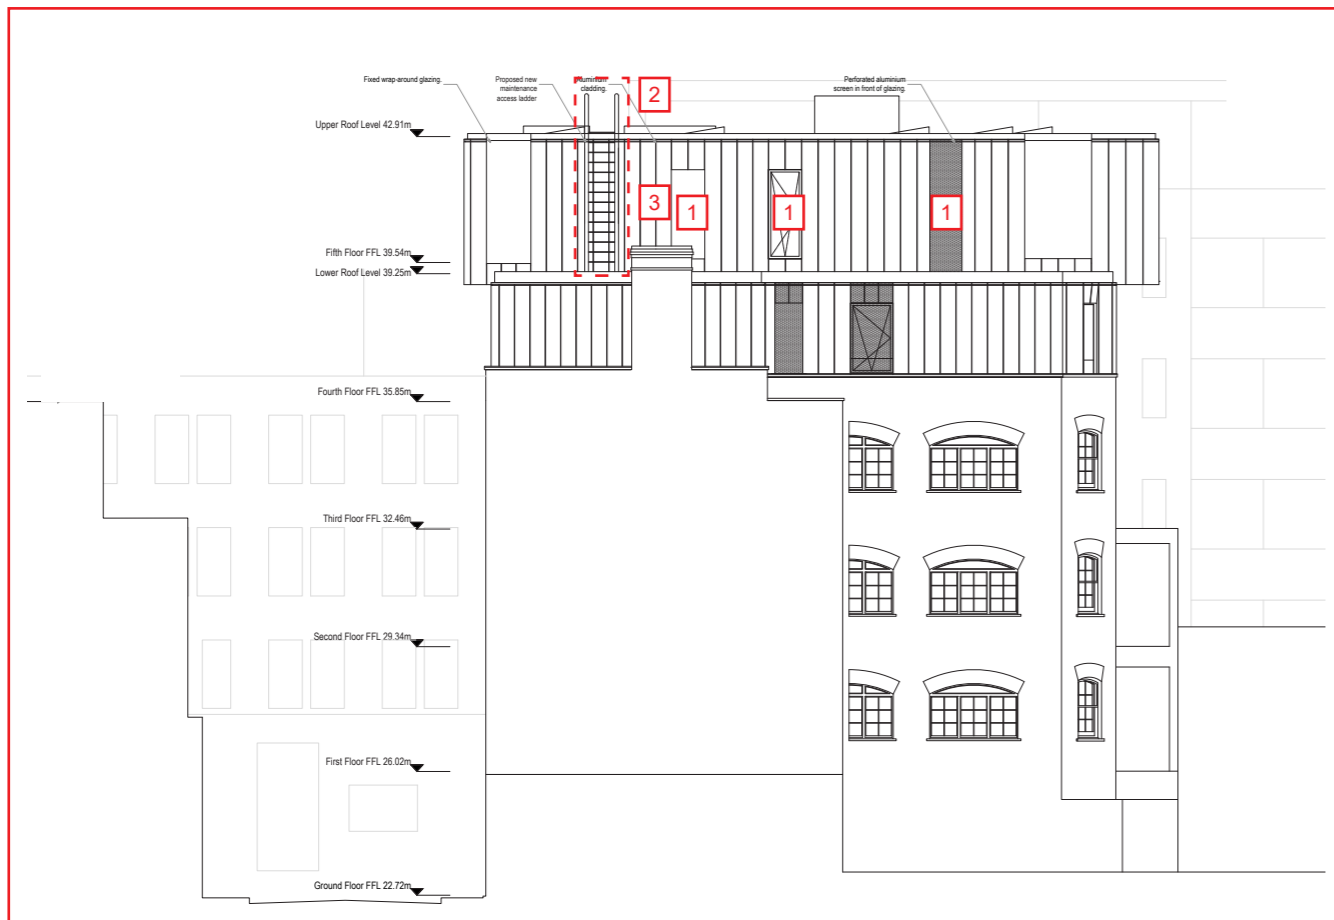 Fixed wrap-around glazing.
Proposed new
maintenance
access ladder
Aluminium
cladding.
2
Perforated aluminium
screen in front of glazing.
Upper Roof Level 42.91m
3
1
1
1
Fifth Floor FFL 39.54m
Lower Roof Level 39.25m
Fourth Floor FFL 35.85m
Third Floor FFL 32.46m
Second Floor FFL 29.34m
First Floor FFL 26.02m
Ground Floor FFL 22.72m